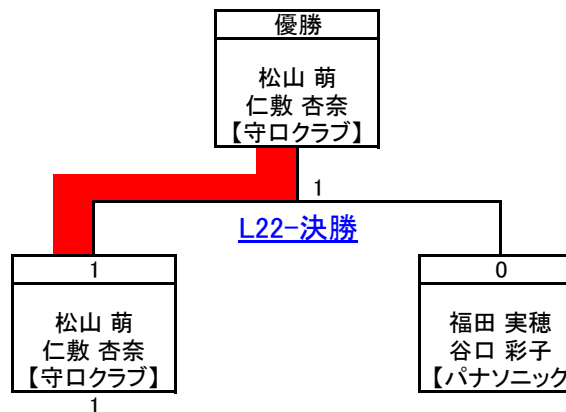 優勝
松山 萌
仁敷 杏奈
【守口クラブ】
1
L22-決勝
1
松山 萌
仁敷 杏奈
【守口クラブ】
1
0
福田 実穂
谷口 彩子
【パナソニック